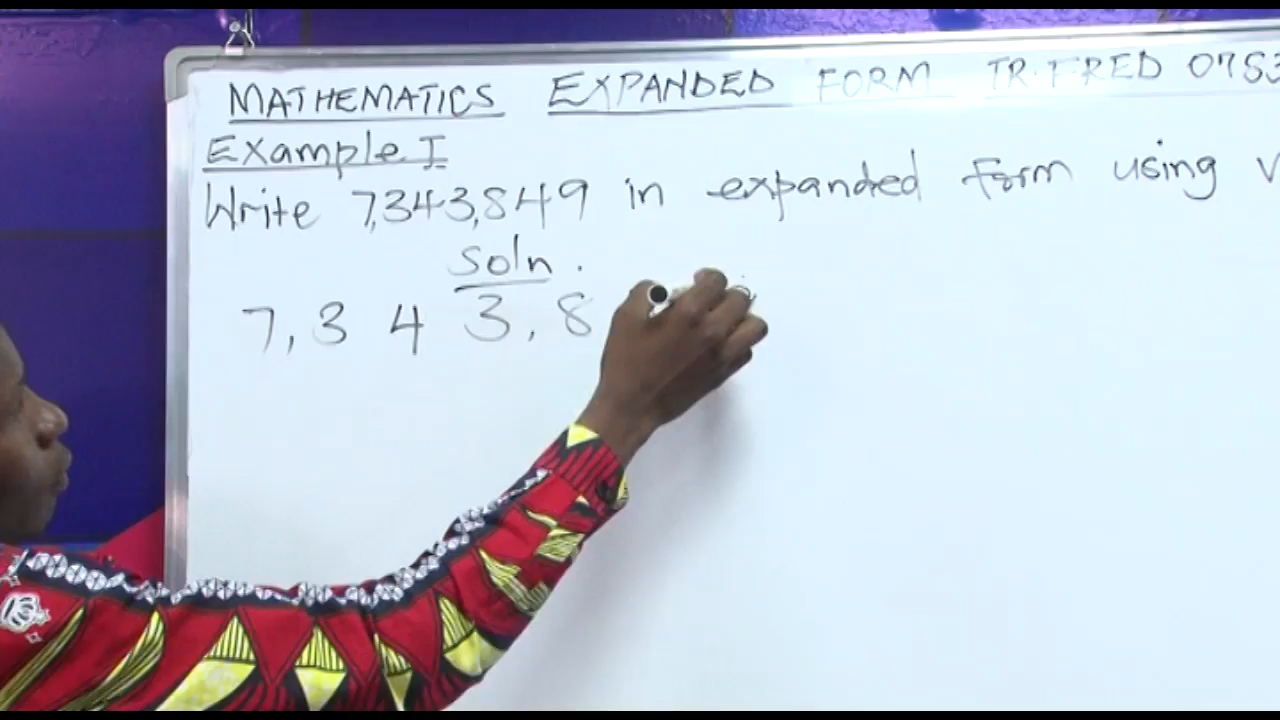 MATHEMATICS EXPANDED FORM TR. FRED 0753
Example I
Write 7,343,849 in expanded form using V
Soln.
7,3 4 3,8